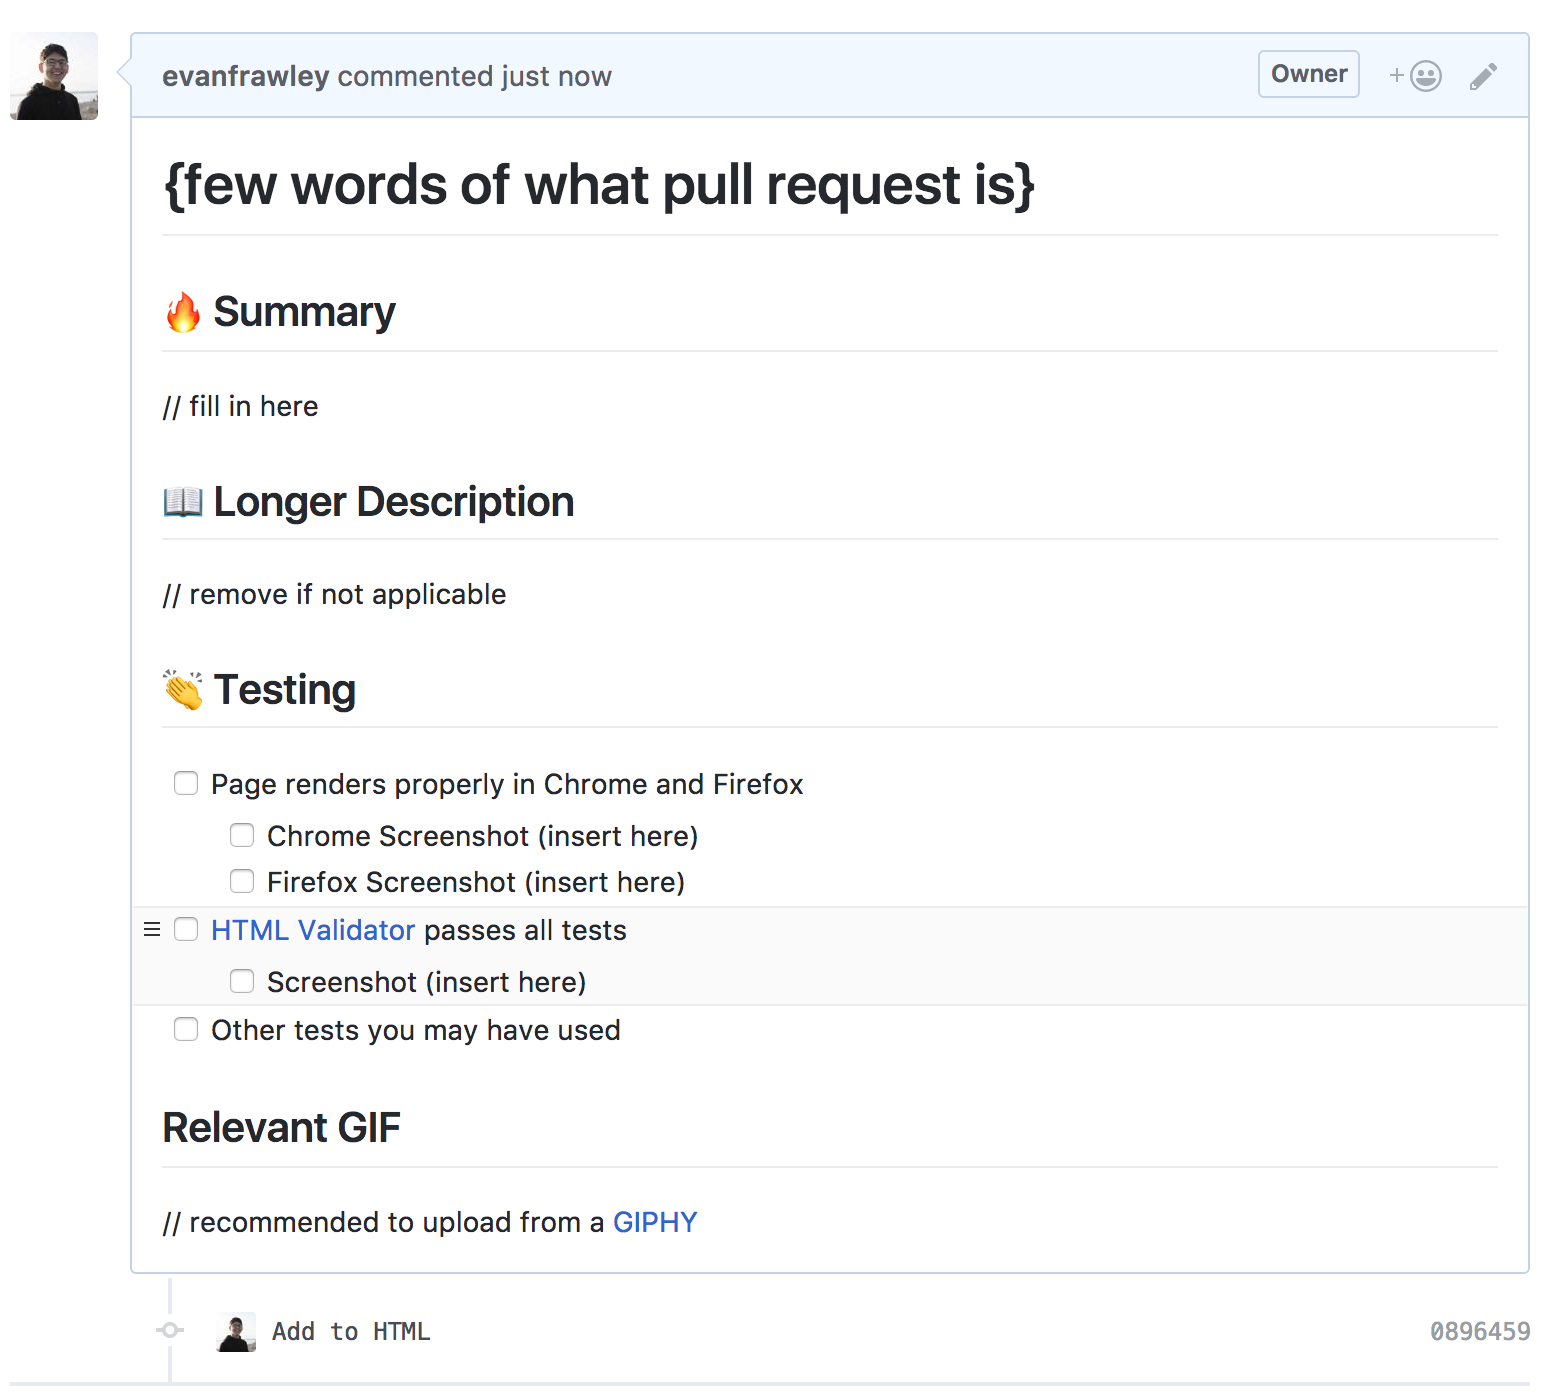 evanfrawley commented just now
Owner
{few words of what pull request is}
🔥 Summary
// fill in here
📖 Longer Description
// remove if not applicable
👏 Testing
Page renders properly in Chrome and Firefox
Chrome Screenshot (insert here)
Firefox Screenshot (insert here)
HTML Validator passes all tests
Screenshot (insert here)
Other tests you may have used
Relevant GIF
// recommended to upload from a GIPHY
Add to HTML
0896459